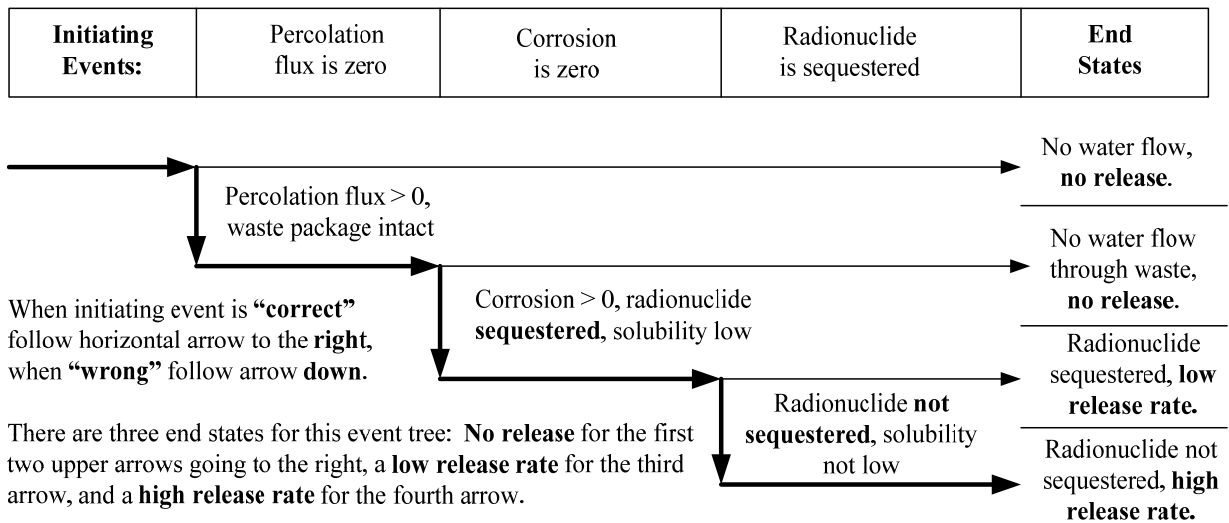 Initiating
Events:
Percolation
flux is zero
Corrosion
is zero
Radionuclide
is sequestered
End
States
No water flow,
no release.
Percolation flux > 0,
waste package intact
No water flow
through waste,
no release.
When initiating event is “correct”
follow horizontal arrow to the right,
when “wrong” follow arrow down.
Corrosion > 0, radionuclide
sequestered, solubility low
Radionuclide
sequestered, low
release rate.
Radionuclide not
sequestered, solubility
not low
There are three end states for this event tree: No release for the first
two upper arrows going to the right, a low release rate for the third
arrow, and a high release rate for the fourth arrow.
Radionuclide not
sequestered, high
release rate.